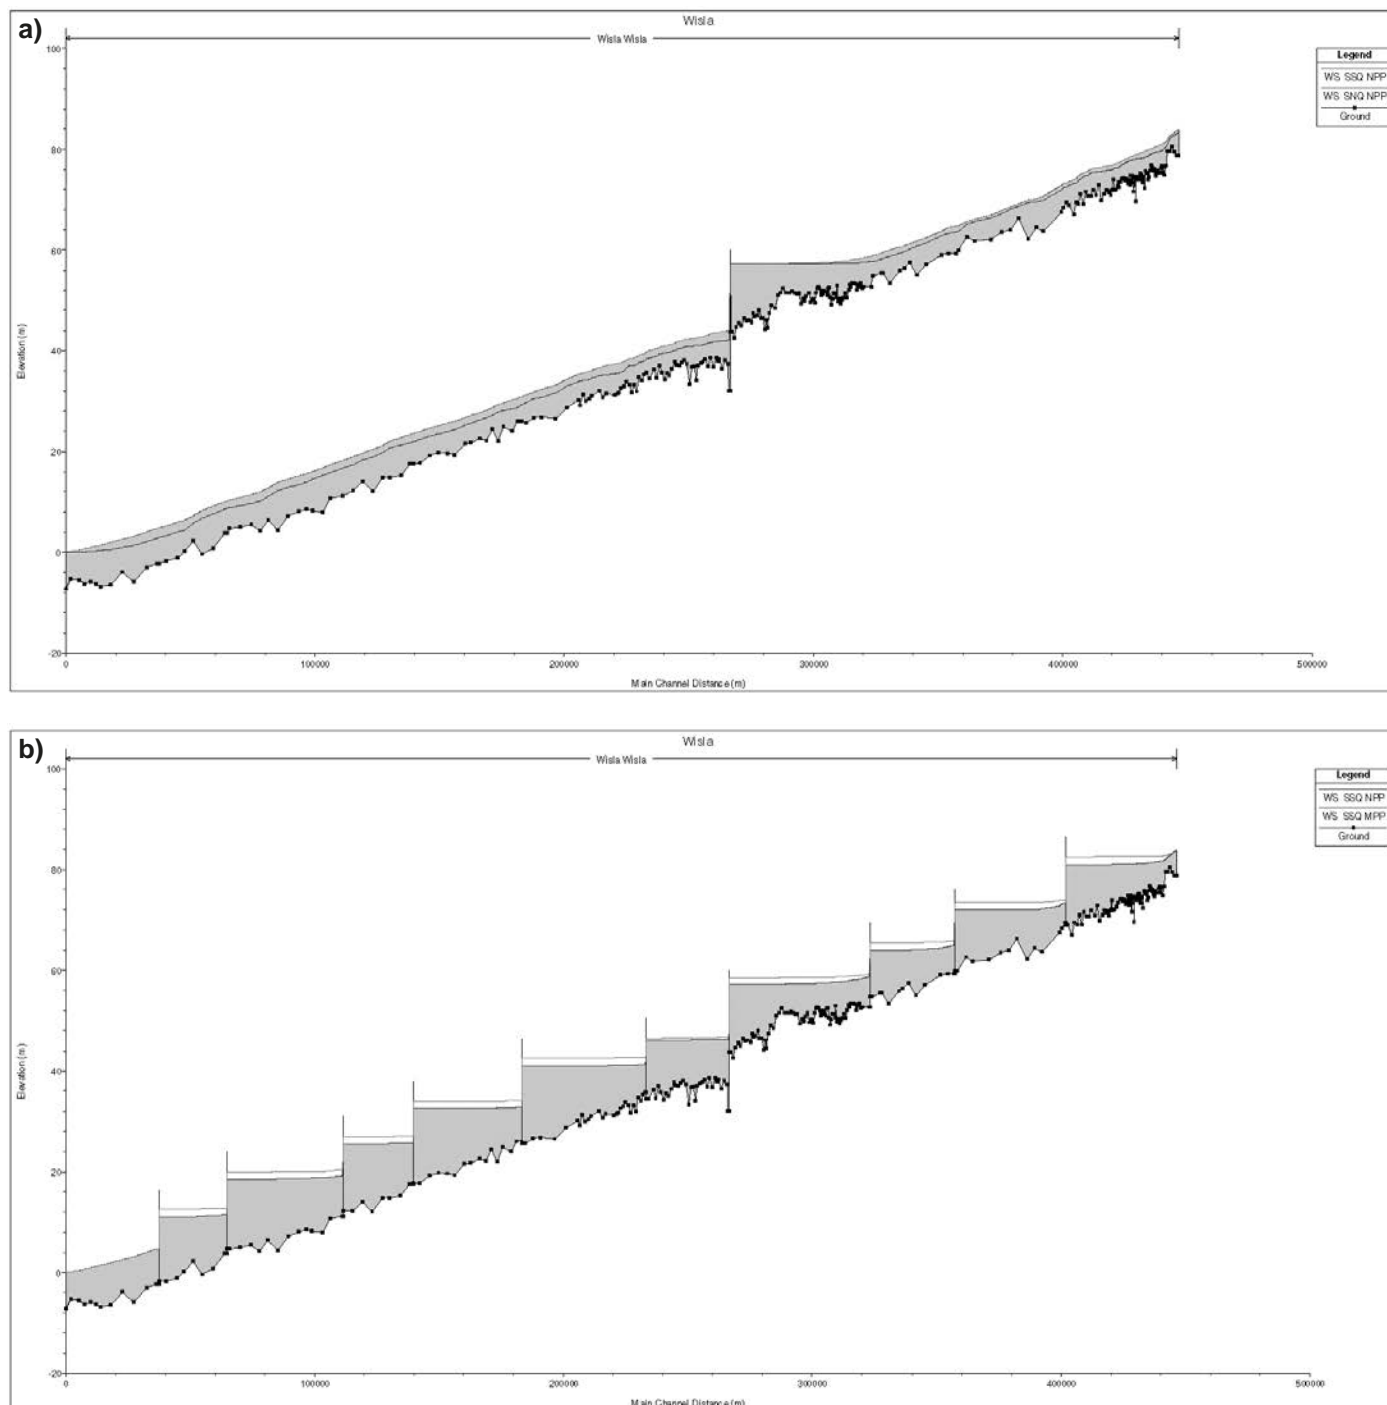 a)
Wisla
Wisla Wisla
Legend
WS SSQ NPP
WS SNQ NPP
Ground
Elevation (m)
100
80
60
40
20
0
-20
0
100000
200000
300000
400000
500000
Main Channel Distance (m)
b)
Wisla
Wisla Wisla
Legend
WS SSQ NPP
WS SSQ MPP
Ground
Elevation (m)
100
80
60
40
20
0
-20
0
100000
200000
300000
400000
500000
Main Channel Distance (m)